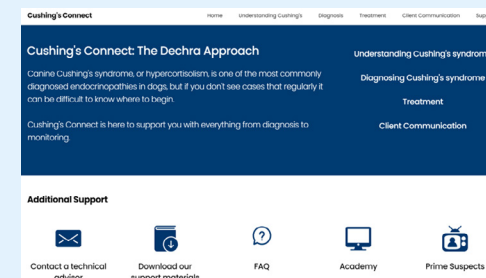 Cushing's Connect
Home Understanding Cushing's Diagnosis Treatment Client Communication
Cushing's Connect: The Dechra Approach
Canine Cushing's syndrome, or hypercortisolism, is one of the most commonly
diagnosed endocrinopathies in dogs, but if you don't see cases that regularly it
can be difficult to know where to begin.
Cushing's Connect is here to support you with everything from diagnosis to
monitoring.
Understanding Cushing's
Diagnosing Cushing's syndrome
Treatment
Client Communication
Additional Support
Contact a technical
advisor
Download our
support materials
FAQ
Academy
Prime Suspects